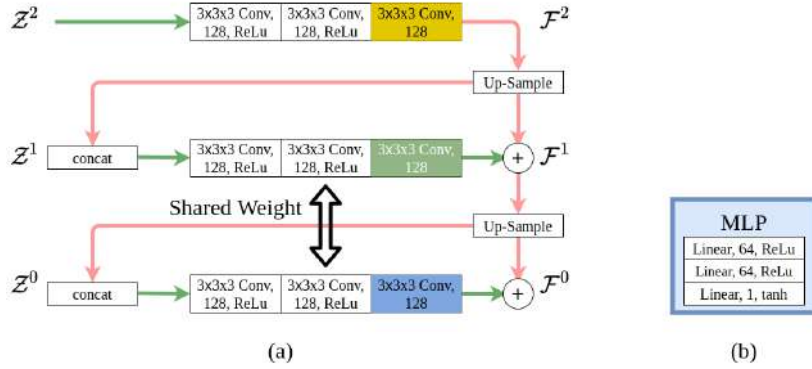 Z² 3x3x3 Conv, 128, ReLu 3x3x3 Conv, 128, ReLu 3x3x3 Conv, 128 F²
Up-Sample
Z¹ concat 3x3x3 Conv, 128, ReLu 3x3x3 Conv, 128, ReLu 3x3x3 Conv, 128 + F¹
Shared Weight
Up-Sample
Z⁰ concat 3x3x3 Conv, 128, ReLu 3x3x3 Conv, 128, ReLu 3x3x3 Conv, 128 + F⁰
(a)
MLP
Linear, 64, ReLu
Linear, 64, ReLu
Linear, 1, tanh
(b)